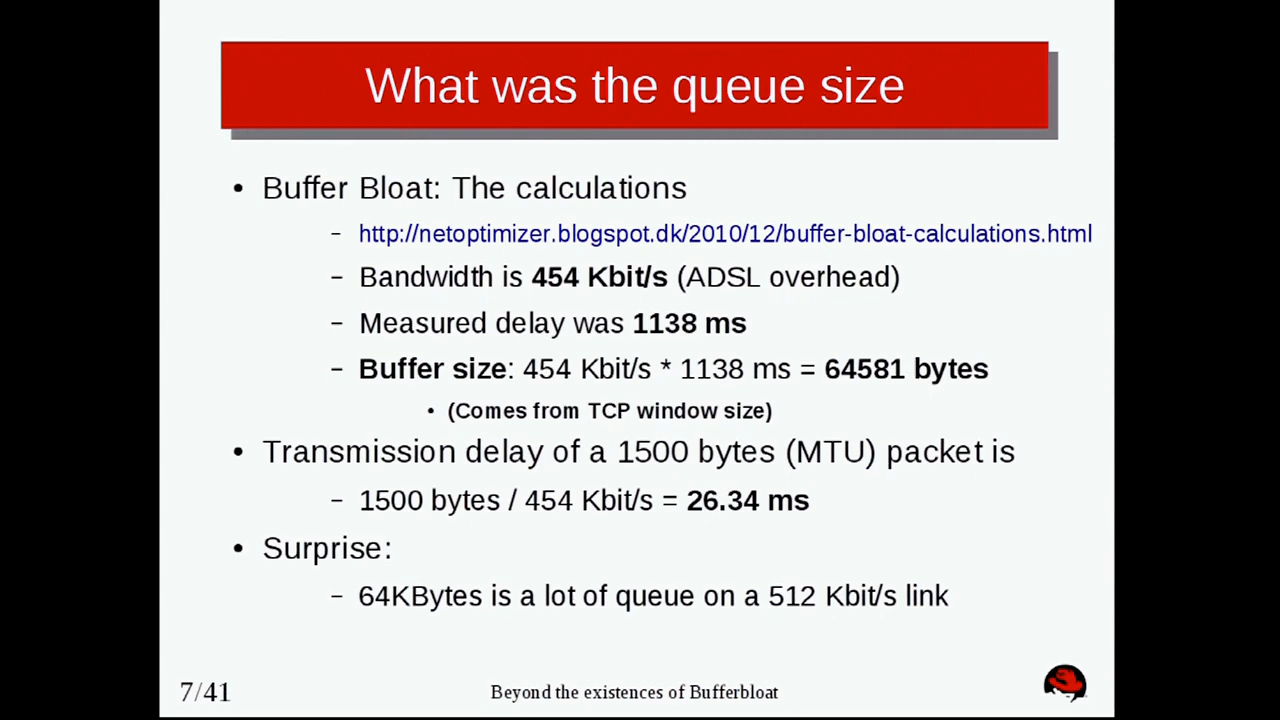 What was the queue size
• Buffer Bloat: The calculations
– http://netoptimizer.blogspot.dk/2010/12/buffer-bloat-calculations.html
– Bandwidth is 454 Kbit/s (ADSL overhead)
– Measured delay was 1138 ms
– Buffer size: 454 Kbit/s * 1138 ms = 64581 bytes
• (Comes from TCP window size)
• Transmission delay of a 1500 bytes (MTU) packet is
– 1500 bytes / 454 Kbit/s = 26.34 ms
• Surprise:
– 64KBytes is a lot of queue on a 512 Kbit/s link
7/41
Beyond the existences of Bufferbloat